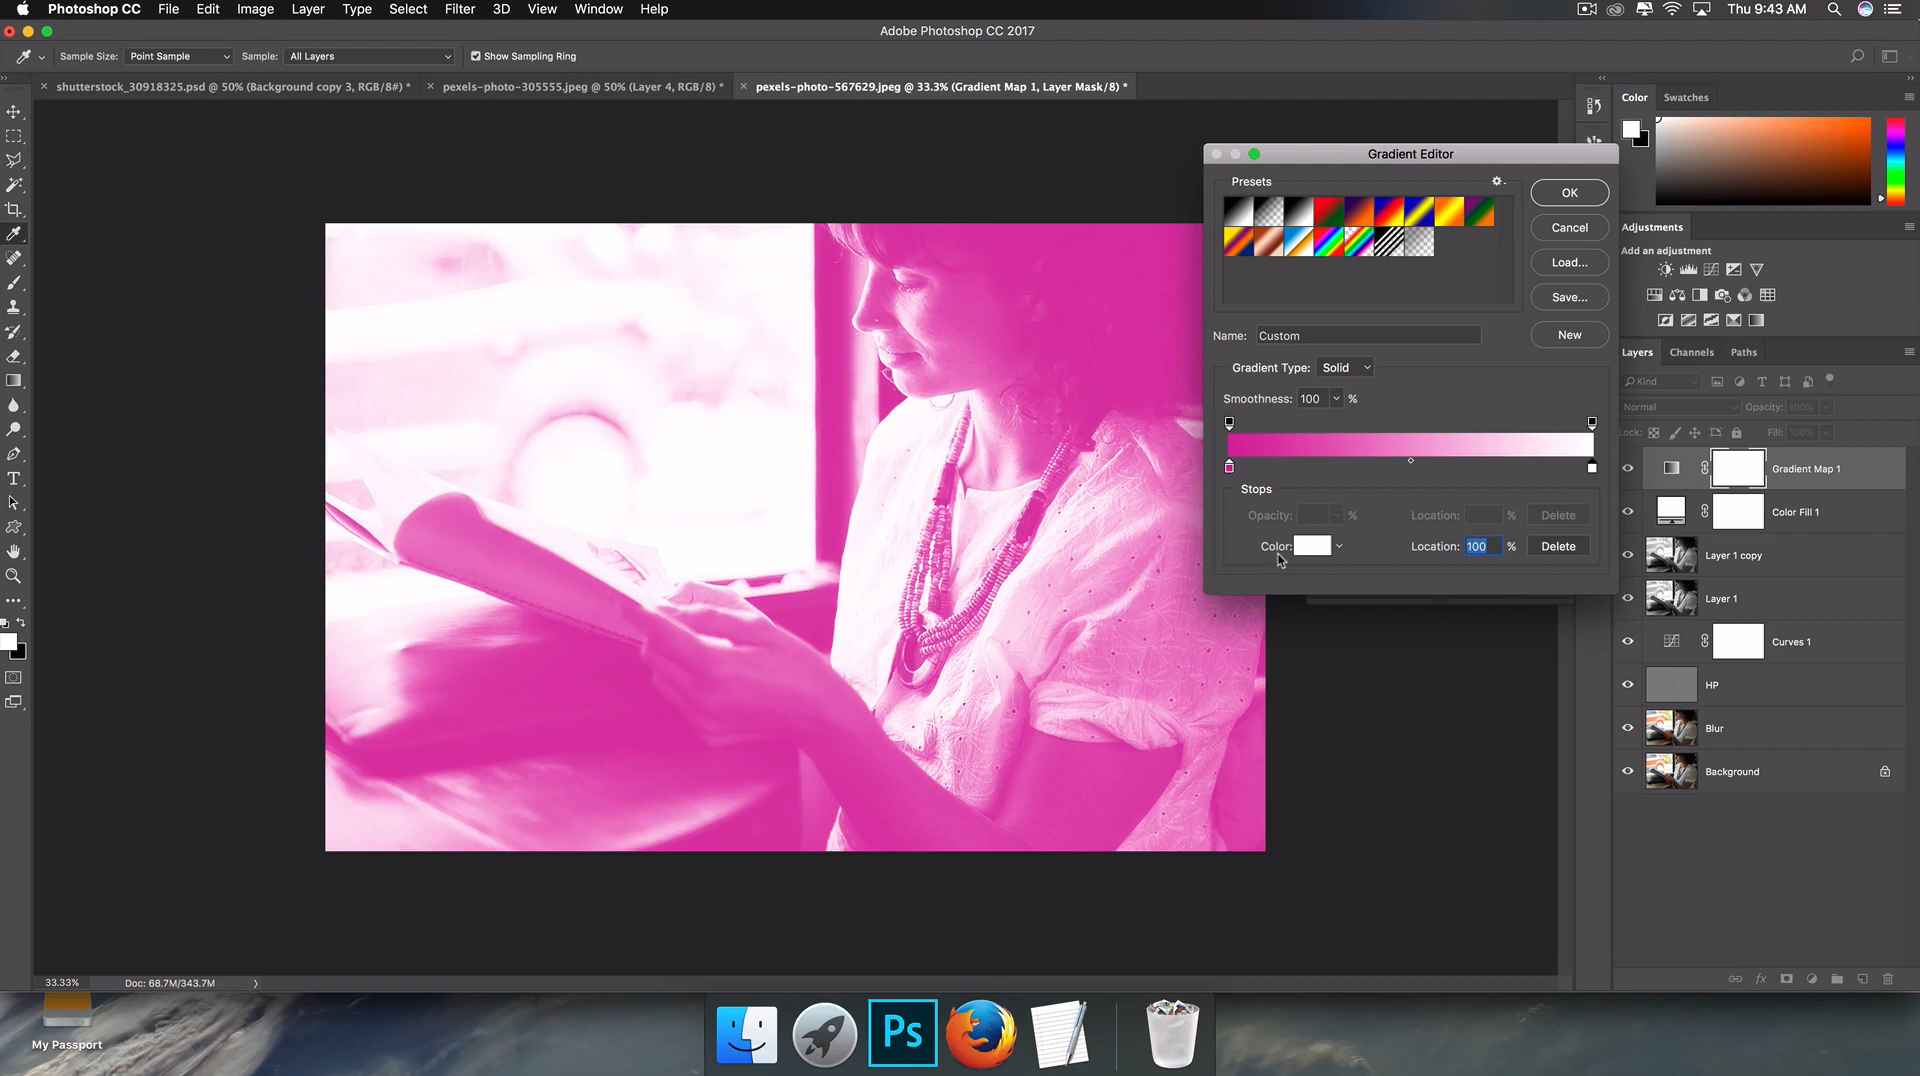 Photoshop CC File Edit Image Layer Type Select Filter 3D View Window Help Thu 9:43 AM
Adobe Photoshop CC 2017
Sample Size: Point Sample Sample: All Layers Show Sampling Ring
shutterstock_30918325.psd @ 50% (Background copy 3, RGB/8#) * pexels-photo-305555.jpeg @ 50% (Layer 4, RGB/8) * pexels-photo-567629.jpeg @ 33.3% (Gradient Map 1, Layer Mask/8) *
Color Swatches
Gradient Editor
Presets
OK
Cancel
Load...
Save...
Name: Custom
New
Gradient Type: Solid
Smoothness: 100 %
Stops
Opacity: % Location: % Delete
Color: Location: 100 % Delete
Adjustments
Add an adjustment
Layers Channels Paths
Kind
Normal Opacity: 100%
Lock: Fill: 100%
Gradient Map 1
Color Fill 1
Layer 1 copy
Layer 1
Curves 1
HP
Blur
Background
fx
33.33% Doc: 68.7M/343.7M
Ps
My Passport